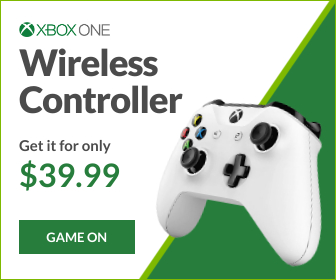 XBOX ONE
Wireless
Controller
Get it for only
$39.99
GAME ON